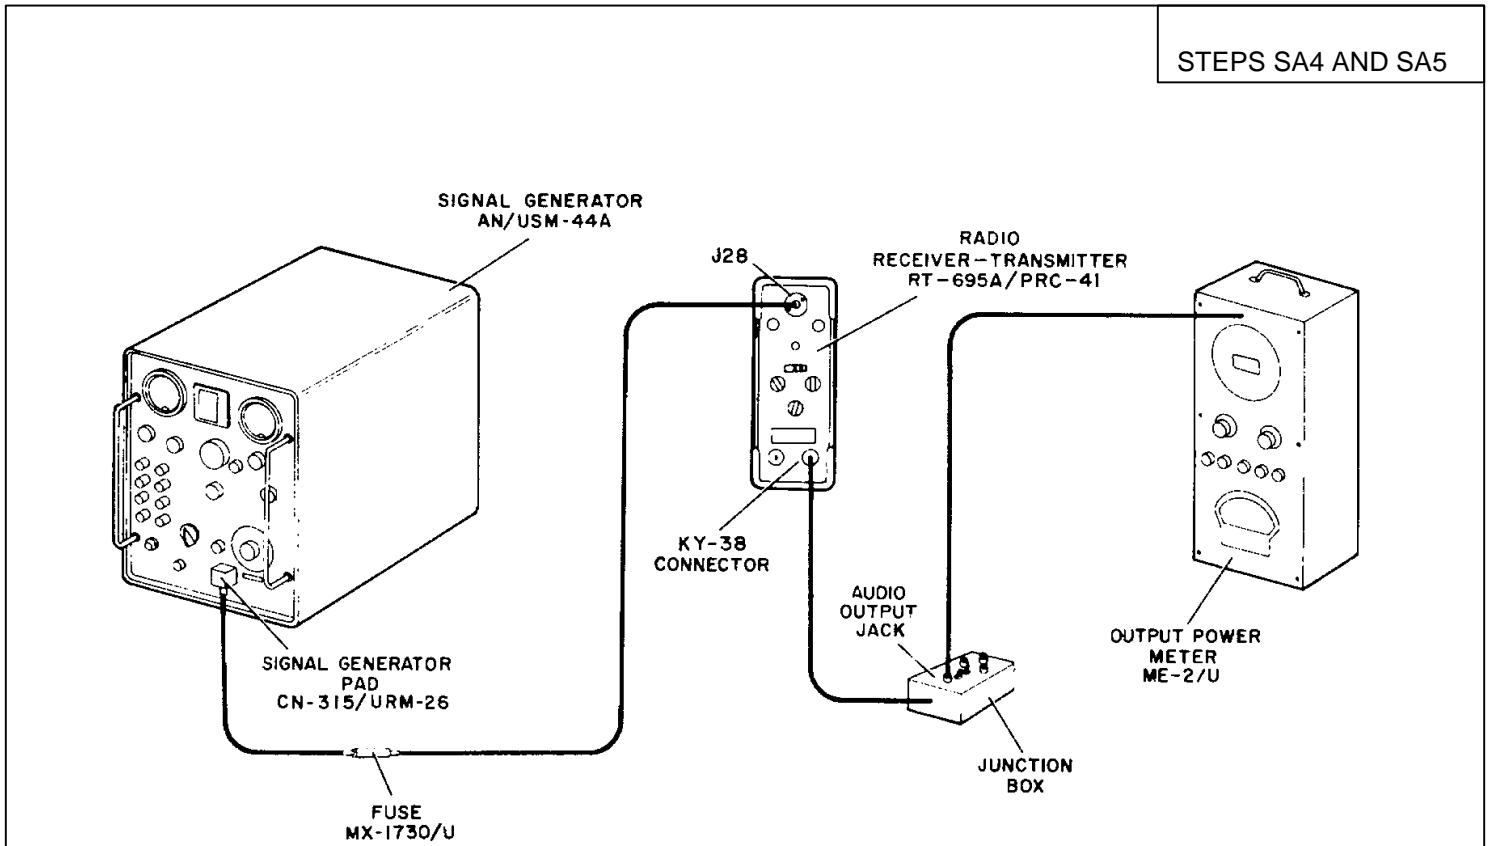 STEPS SA4 AND SA5
SIGNAL GENERATOR
AN/USM-44A
J28
RADIO
RECEIVER-TRANSMITTER
RT-695A/PRC-41
KY-38
CONNECTOR
AUDIO
OUTPUT
JACK
OUTPUT POWER
METER
ME-2/U
SIGNAL GENERATOR
PAD
CN-315/URM-26
JUNCTION
BOX
FUSE
MX-1730/U